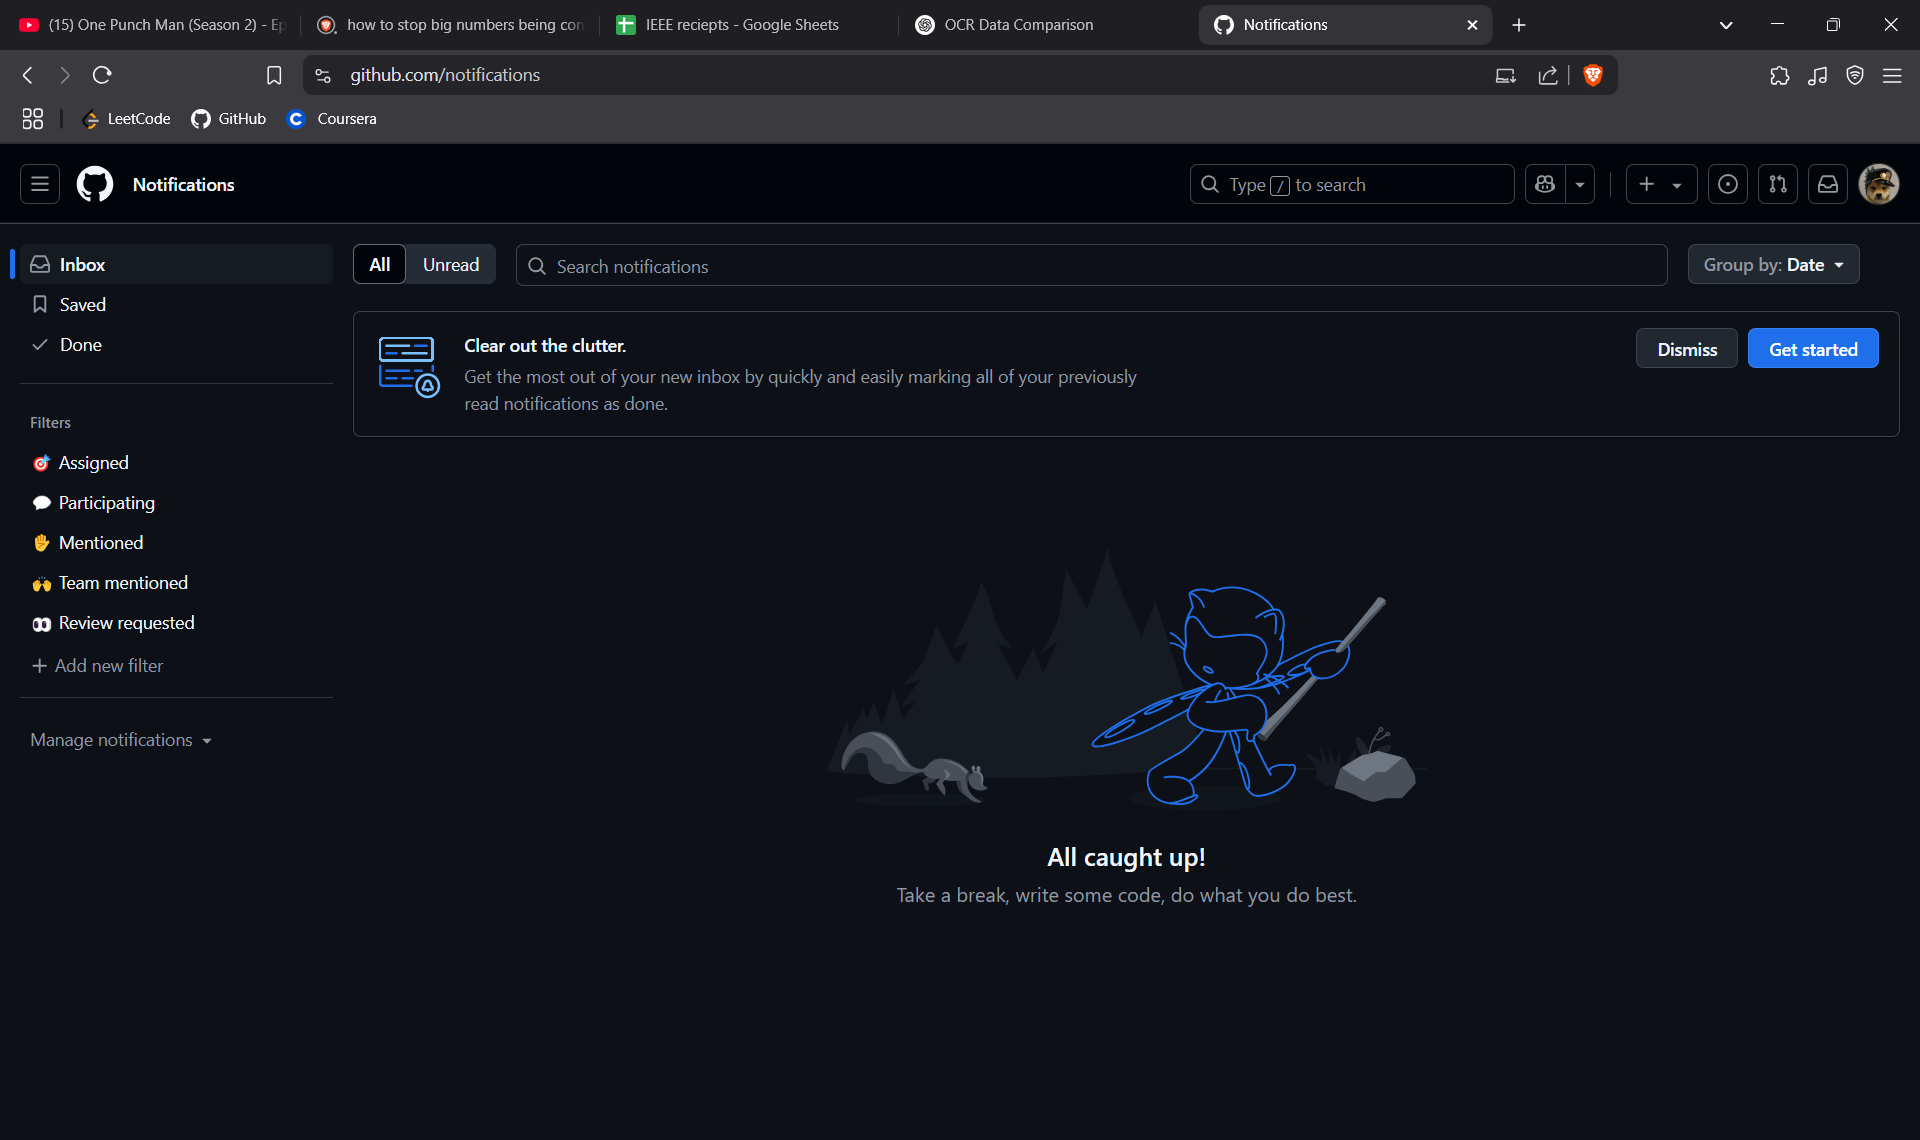 (15) One Punch Man (Season 2) - Ep
how to stop big numbers being con
IEEE reciepts - Google Sheets
OCR Data Comparison
Notifications
github.com/notifications
LeetCode
GitHub
Coursera
Notifications
Type / to search
Inbox
Saved
Done
All
Unread
Search notifications
Group by: Date
Clear out the clutter.
Get the most out of your new inbox by quickly and easily marking all of your previously
read notifications as done.
Dismiss
Get started
Filters
Assigned
Participating
Mentioned
Team mentioned
Review requested
Add new filter
Manage notifications
All caught up!
Take a break, write some code, do what you do best.